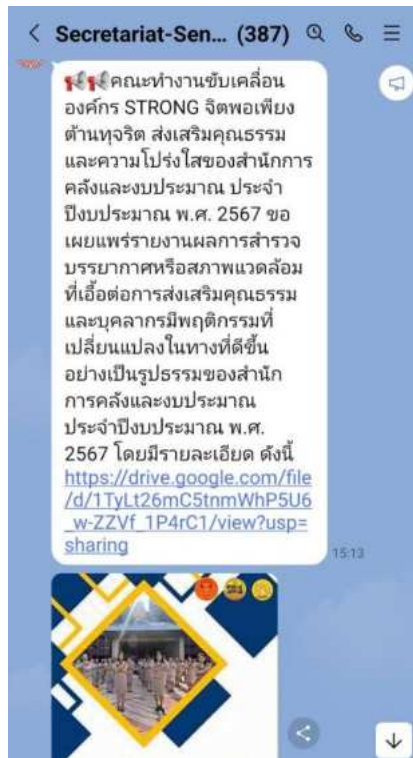 Secretariat-Sen... (387)
คณะทำงานขับเคลื่อน
องค์กร STRONG จิตพอเพียง
ต้านทุจริต ส่งเสริมคุณธรรม
และความโปร่งใสของสำนักการ
คลังและงบประมาณ ประจำ
ปีงบประมาณ พ.ศ. 2567 ขอ
เผยแพร่รายงานผลการสำรวจ
บรรยากาศหรือสภาพแวดล้อม
ที่เอื้อต่อการส่งเสริมคุณธรรม
และบุคลากรมีพฤติกรรมที่
เปลี่ยนแปลงในทางที่ดีขึ้น
อย่างเป็นรูปธรรมของสำนัก
การคลังและงบประมาณ
ประจำปีงบประมาณ พ.ศ.
2567 โดยมีรายละเอียด ดังนี้
https://drive.google.com/file
/d/1TyLt26mC5tnmWhP5U6
_w-ZZVf_1P4rC1/view?usp=
sharing
15:13